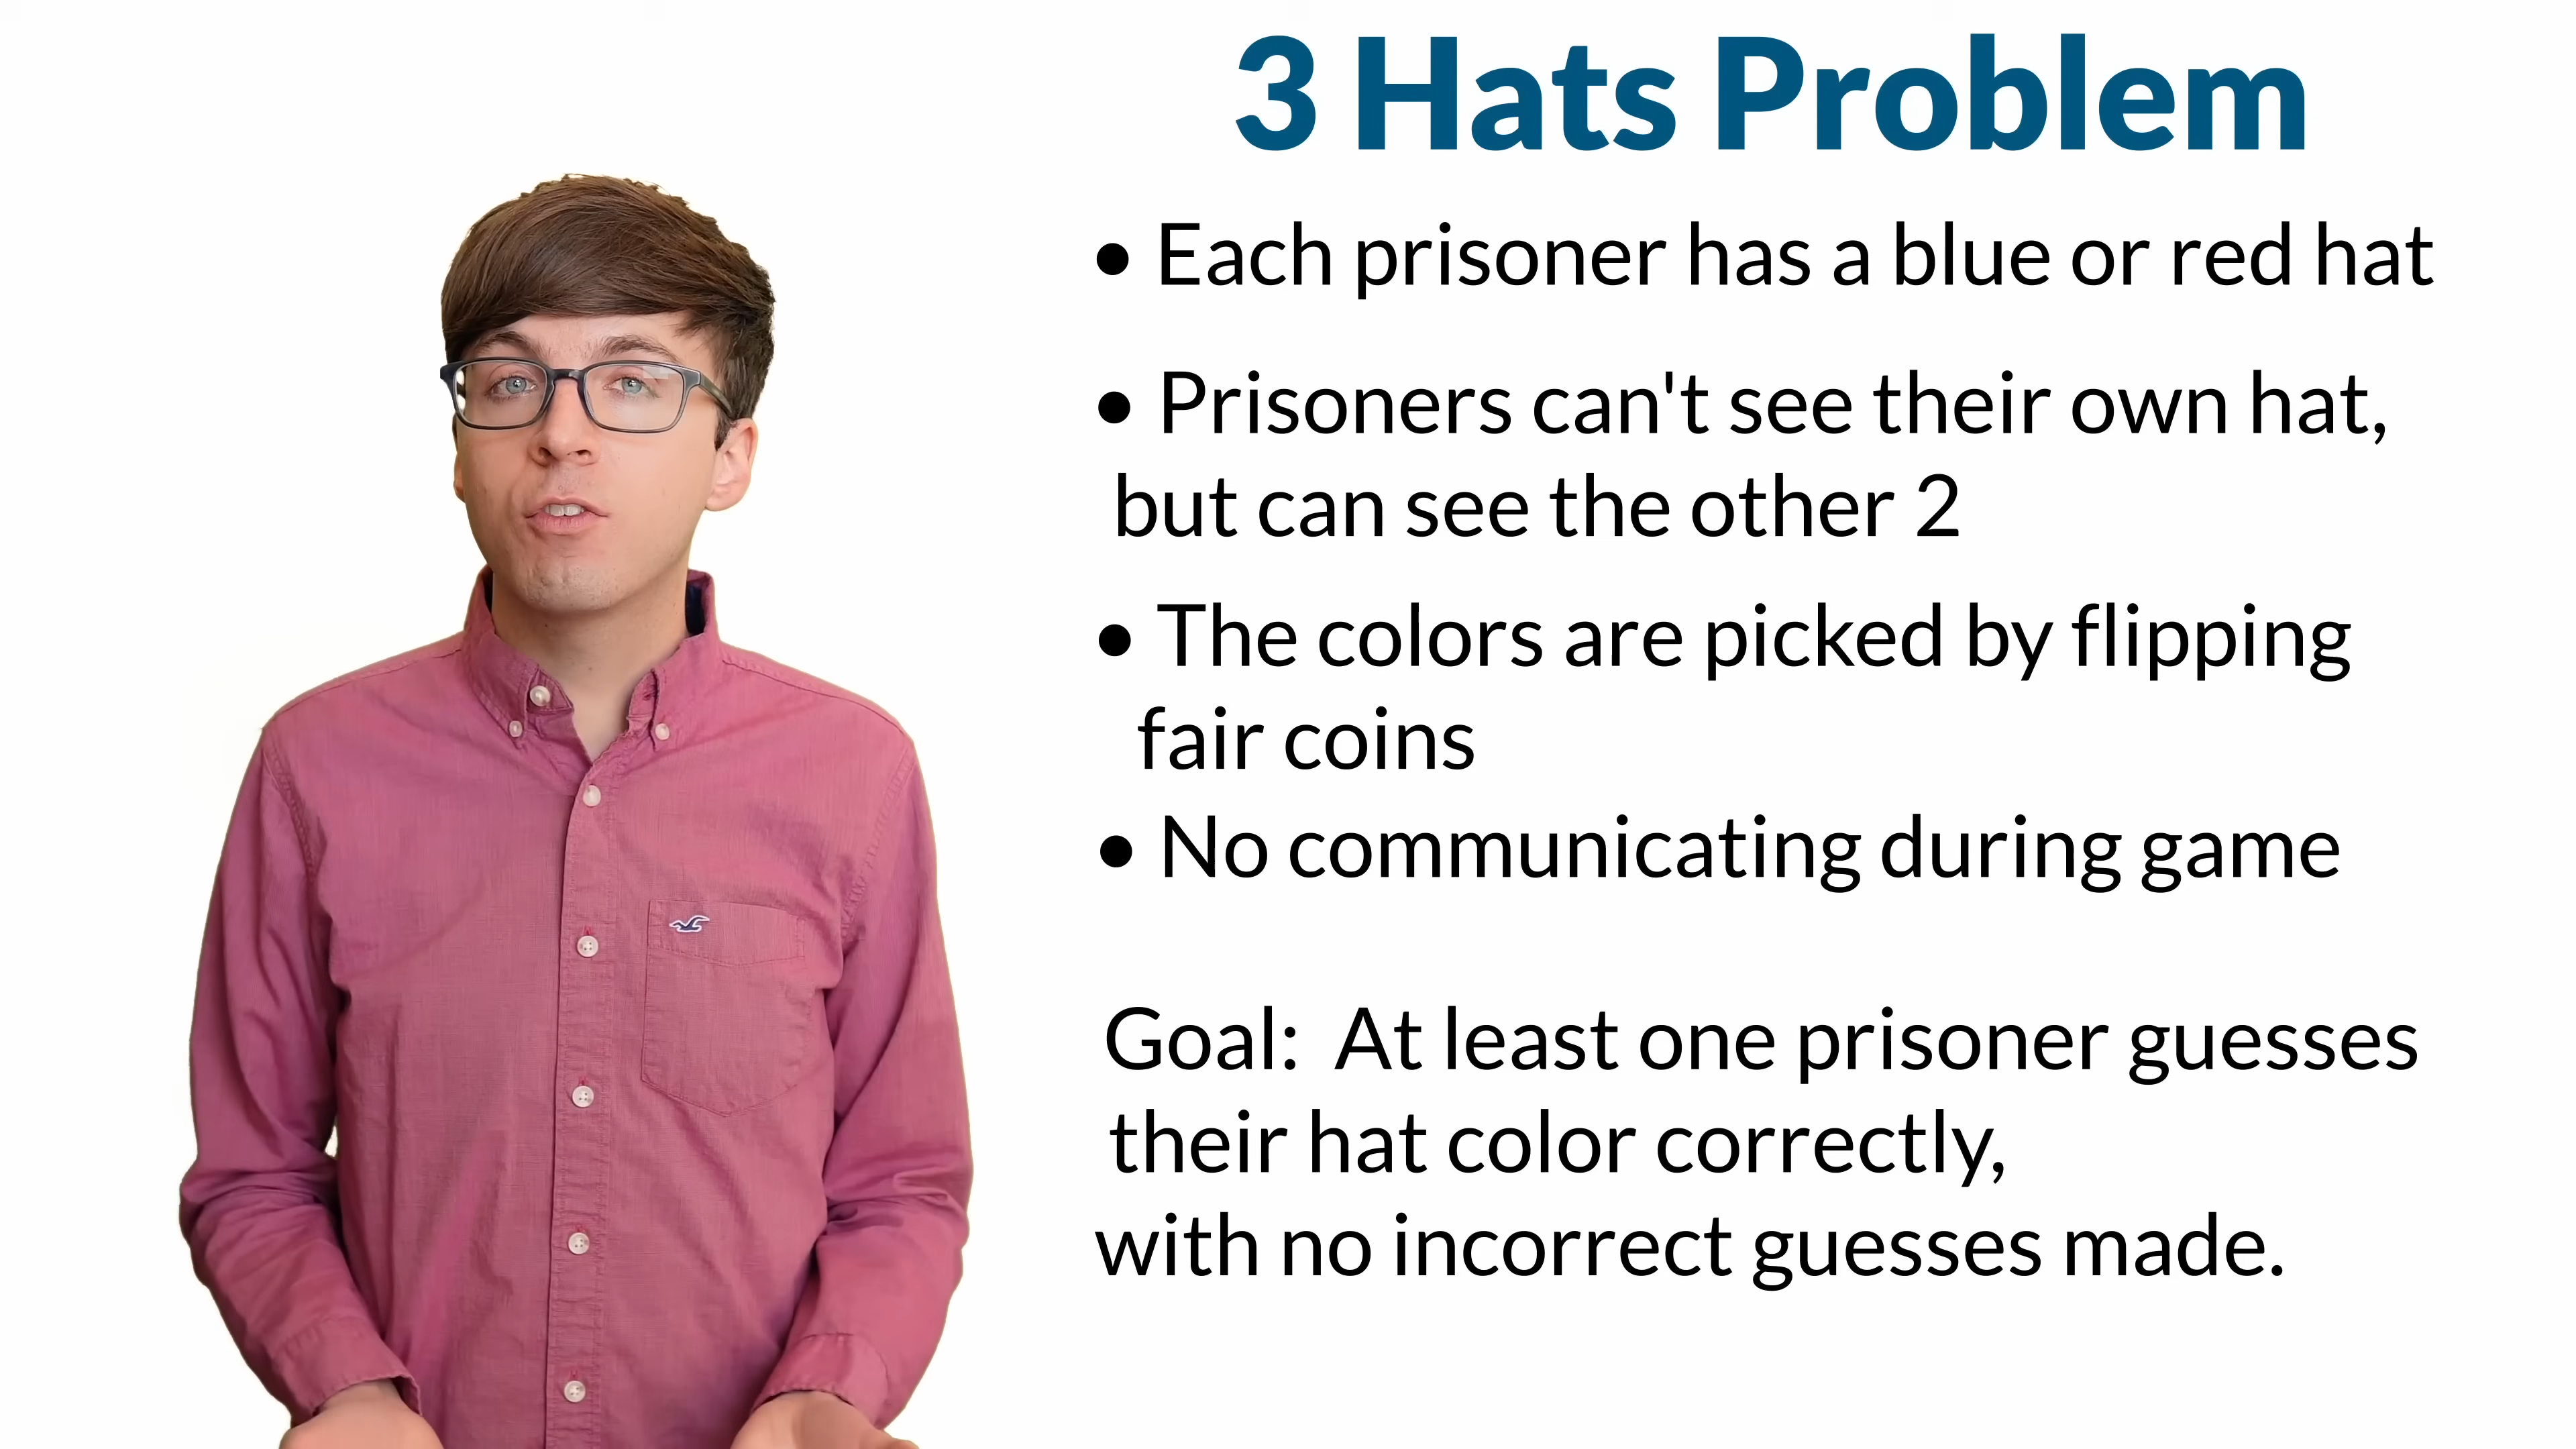 3 Hats Problem
• Each prisoner has a blue or red hat
• Prisoners can't see their own hat,
but can see the other 2
• The colors are picked by flipping
fair coins
• No communicating during game
Goal: At least one prisoner guesses
their hat color correctly,
with no incorrect guesses made.